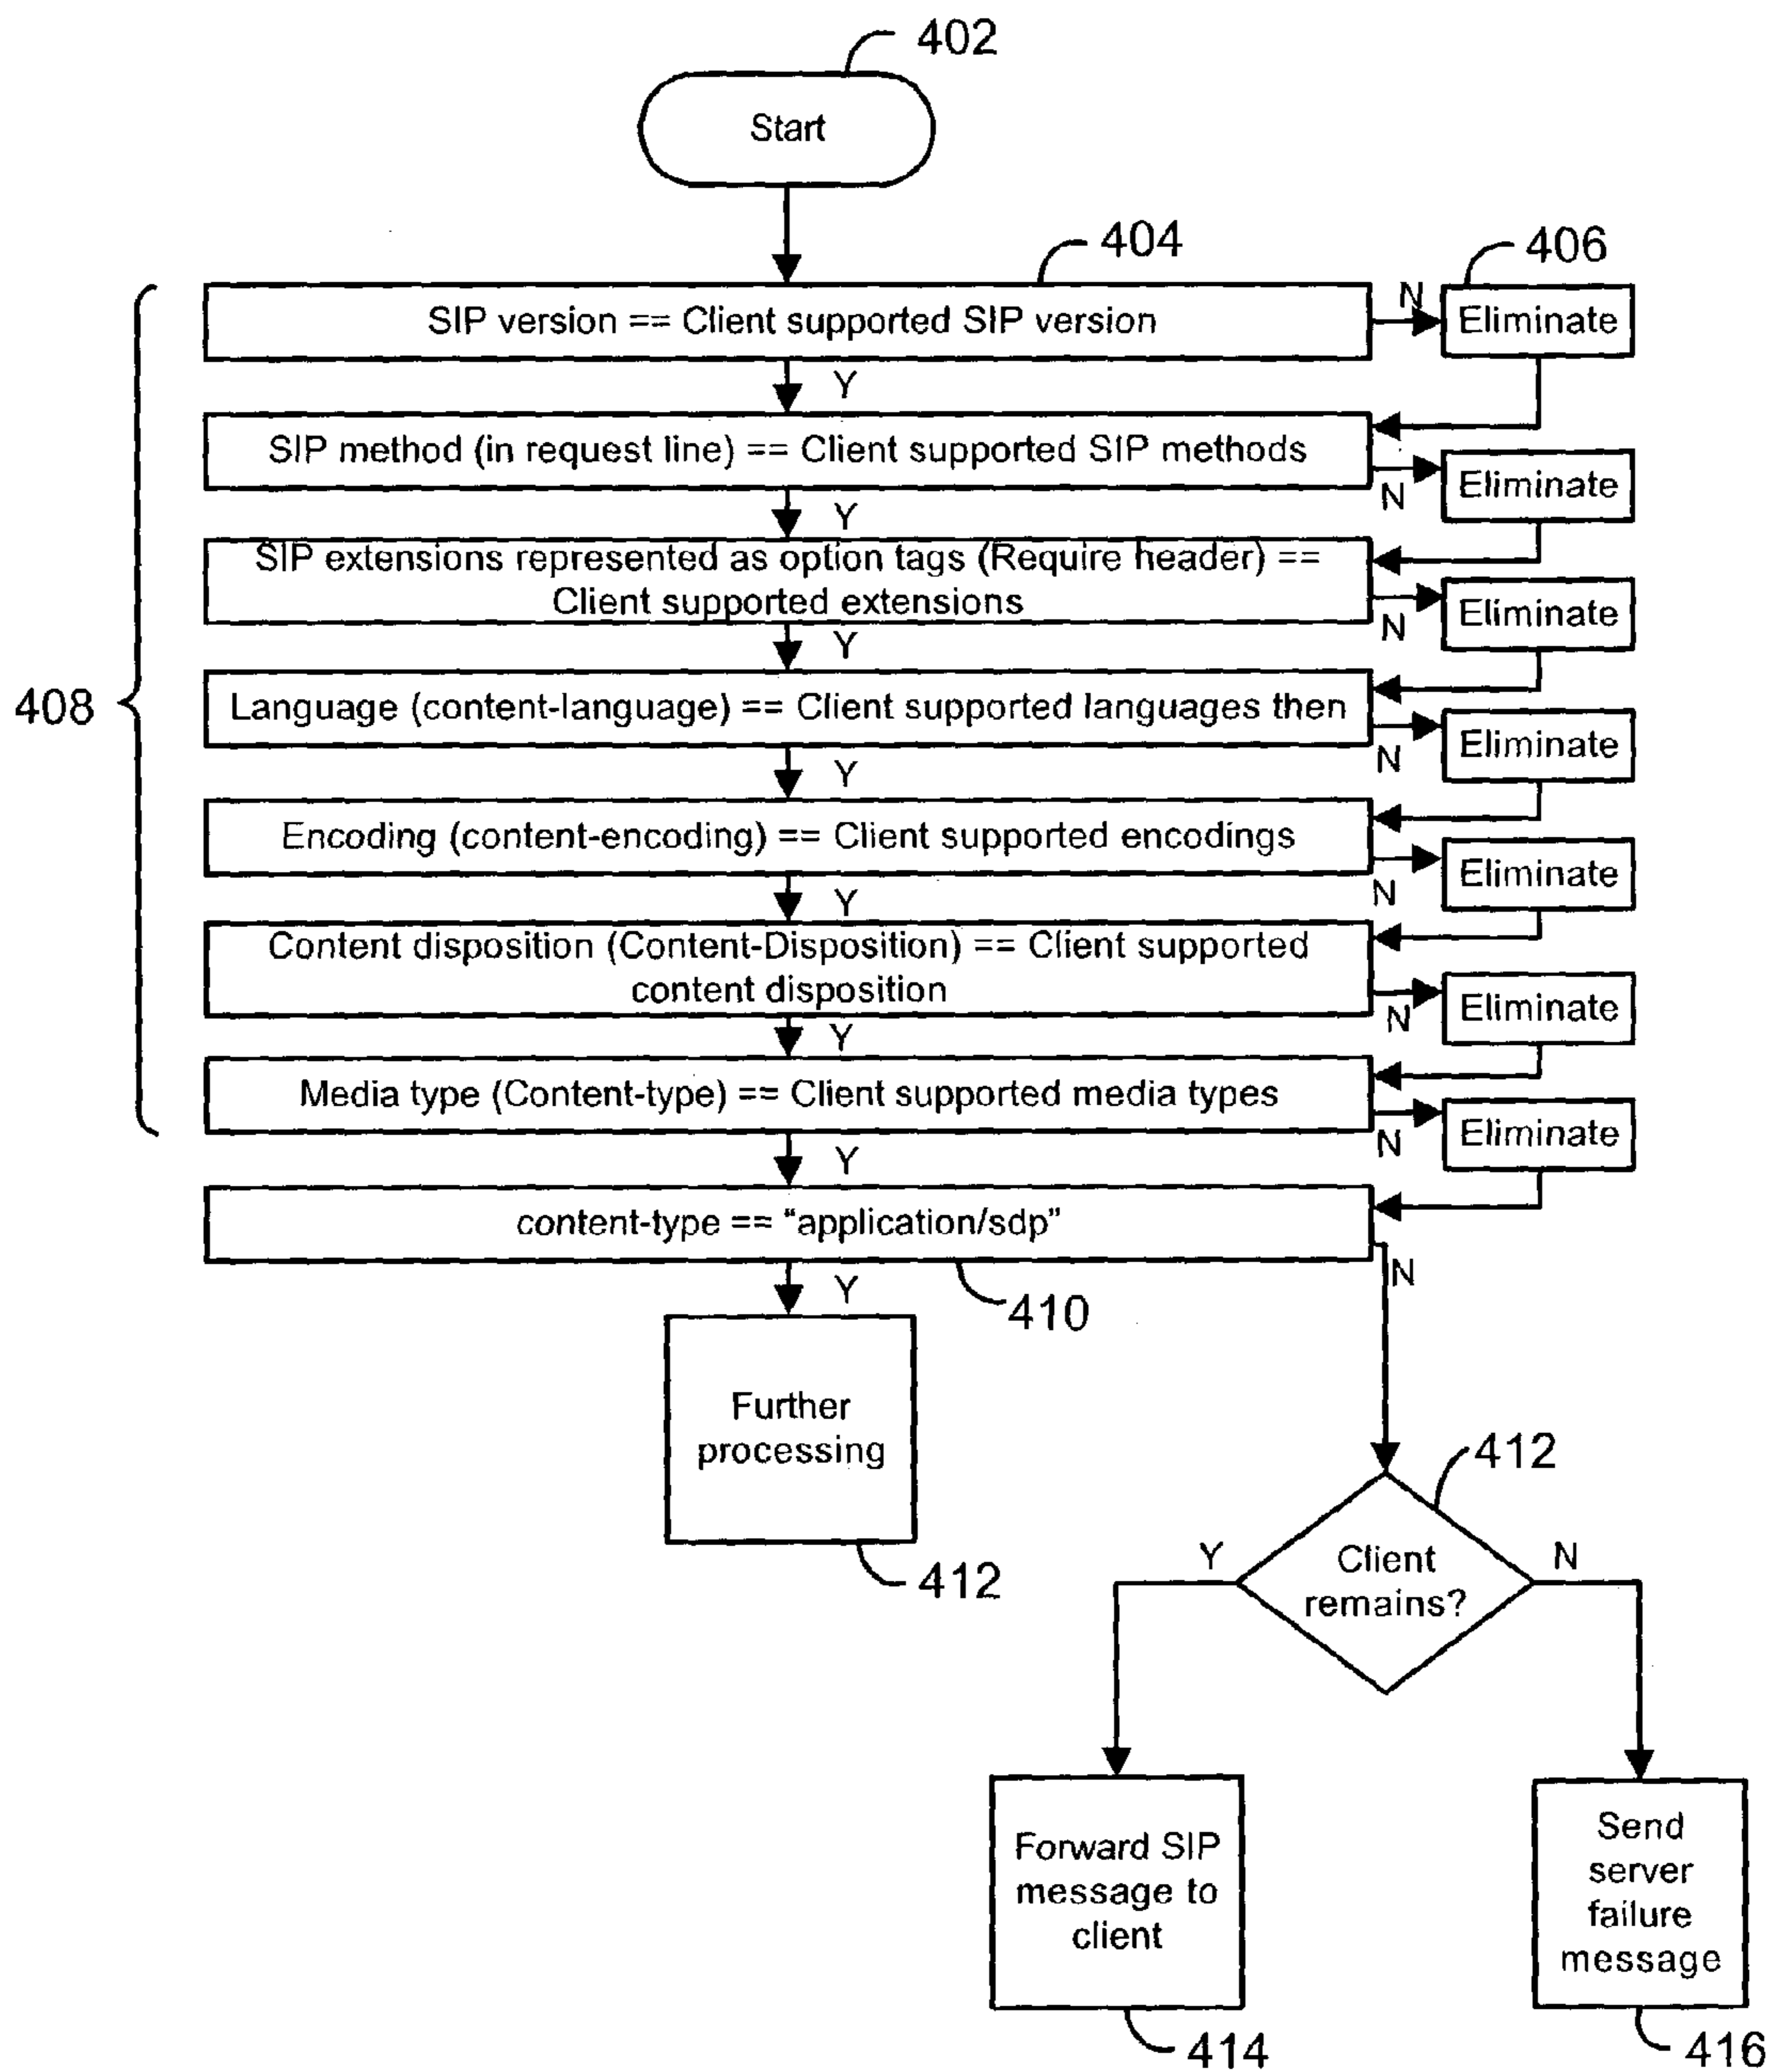 402
Start
404
406
SIP version == Client supported SIP version
N
Eliminate
Y
SIP method (in request line) == Client supported SIP methods
N
Eliminate
Y
SIP extensions represented as option tags (Require header) ==
Client supported extensions
N
Eliminate
Y
408
Language (content-language) == Client supported languages then
N
Eliminate
Y
Encoding (content-encoding) == Client supported encodings
N
Eliminate
Y
Content disposition (Content-Disposition) == Client supported
content disposition
N
Eliminate
Y
Media type (Content-type) == Client supported media types
N
Eliminate
Y
content-type == “application/sdp”
N
Y
410
Further
processing
412
412
Client
remains?
Y
N
Forward SIP
message to
client
414
Send
server
failure
message
416